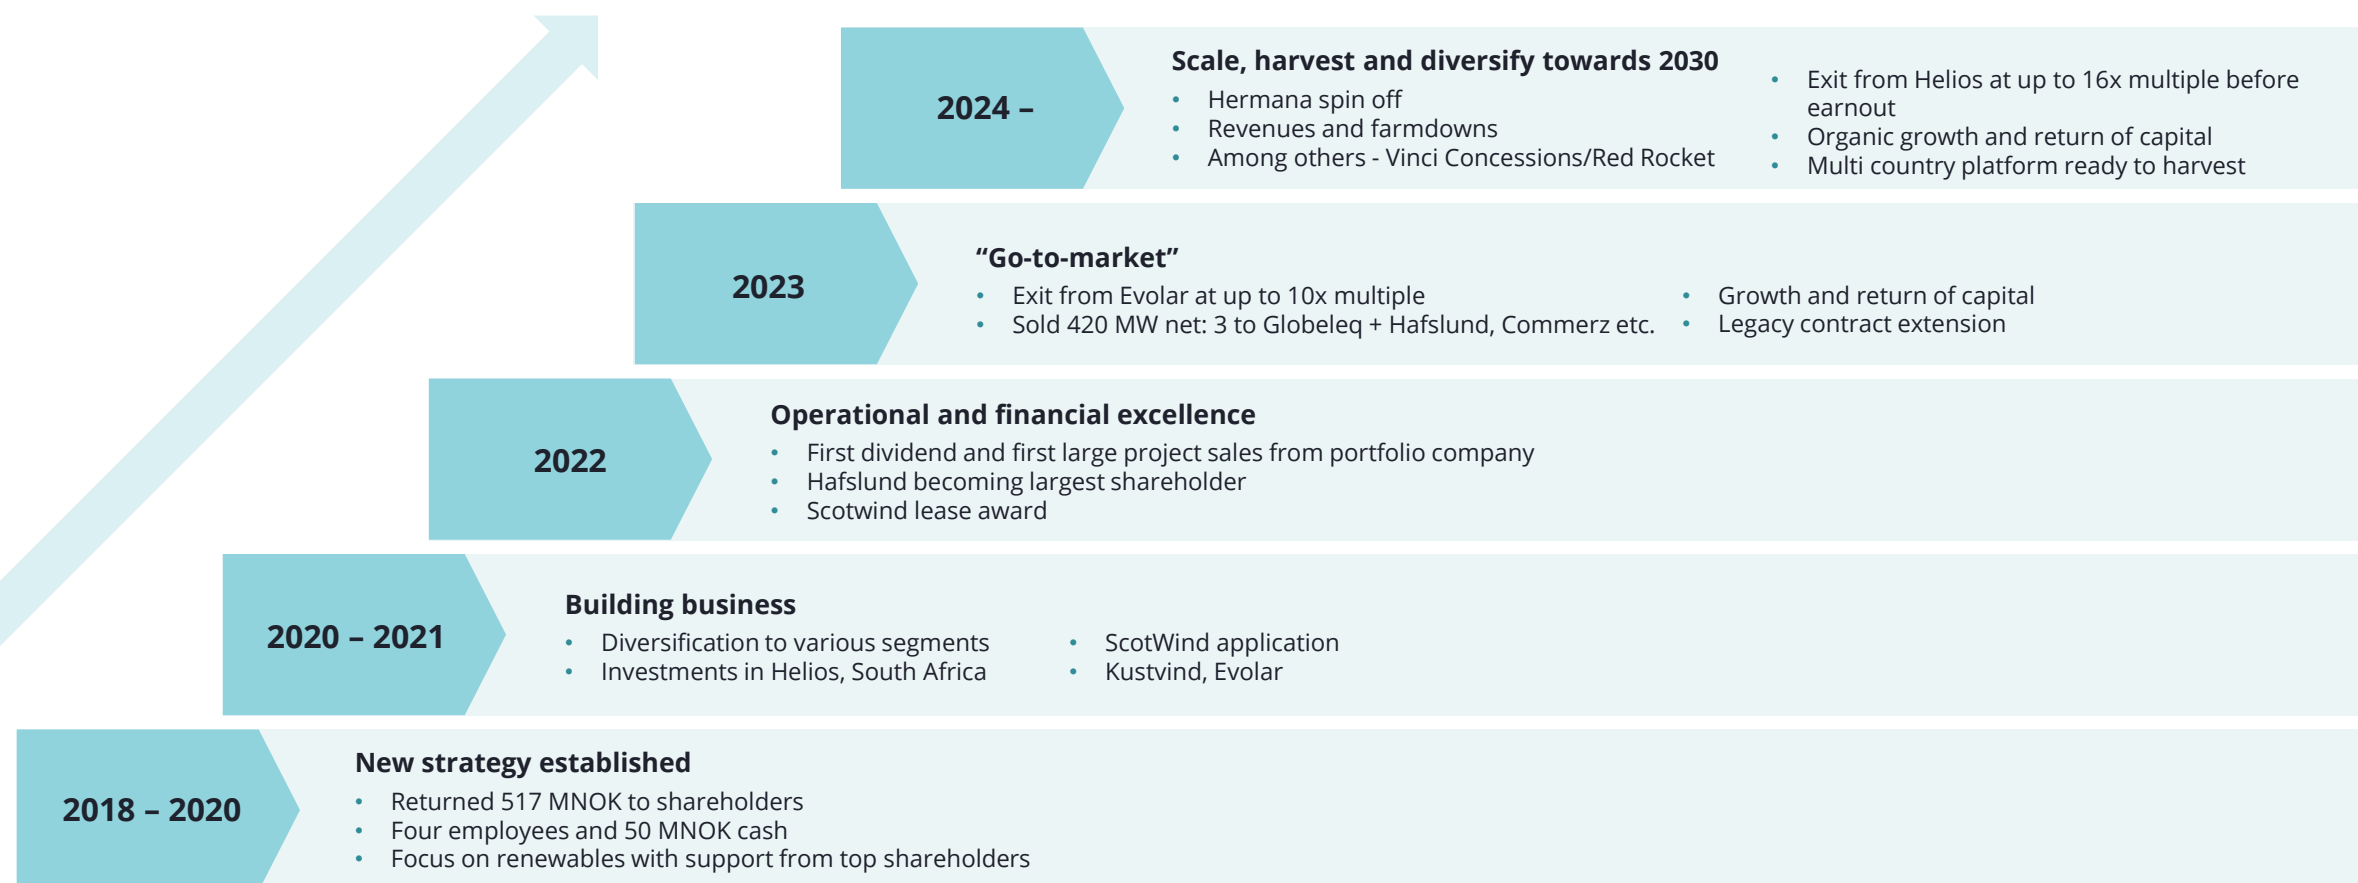 2024 –
Scale, harvest and diversify towards 2030
• Hermana spin off
• Revenues and farmdowns
• Among others - Vinci Concessions/Red Rocket
• Exit from Helios at up to 16x multiple before
earnout
• Organic growth and return of capital
• Multi country platform ready to harvest
2023
“Go-to-market”
• Exit from Evolar at up to 10x multiple
• Sold 420 MW net: 3 to Globeleq + Hafslund, Commerz etc.
• Growth and return of capital
• Legacy contract extension
2022
Operational and financial excellence
• First dividend and first large project sales from portfolio company
• Hafslund becoming largest shareholder
• Scotwind lease award
2020 – 2021
Building business
• Diversification to various segments
• Investments in Helios, South Africa
• ScotWind application
• Kustvind, Evolar
2018 – 2020
New strategy established
• Returned 517 MNOK to shareholders
• Four employees and 50 MNOK cash
• Focus on renewables with support from top shareholders